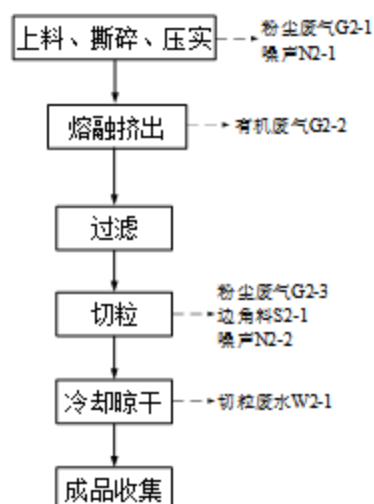 上料、撕碎、压实
粉尘废气G2-1
噪声N2-1
熔融挤出
有机废气G2-2
过滤
切粒
粉尘废气G2-3
边角料S2-1
噪声N2-2
冷却晾干
切粒废水W2-1
成品收集